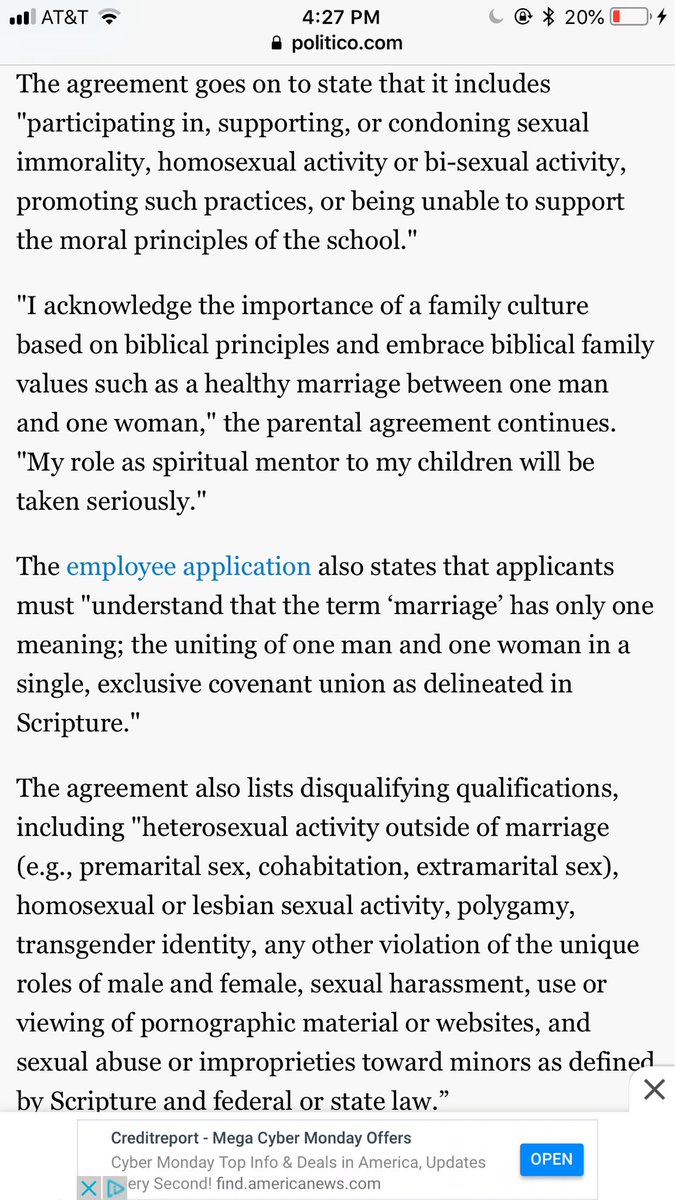 AT&T
4:27 PM
20%
politico.com
The agreement goes on to state that it includes
"participating in, supporting, or condoning sexual
immorality, homosexual activity or bi-sexual activity,
promoting such practices, or being unable to support
the moral principles of the school."
"I acknowledge the importance of a family culture
based on biblical principles and embrace biblical family
values such as a healthy marriage between one man
and one woman," the parental agreement continues.
"My role as spiritual mentor to my children will be
taken seriously."
The employee application also states that applicants
must "understand that the term ‘marriage’ has only one
meaning; the uniting of one man and one woman in a
single, exclusive covenant union as delineated in
Scripture."
The agreement also lists disqualifying qualifications,
including "heterosexual activity outside of marriage
(e.g., premarital sex, cohabitation, extramarital sex),
homosexual or lesbian sexual activity, polygamy,
transgender identity, any other violation of the unique
roles of male and female, sexual harassment, use or
viewing of pornographic material or websites, and
sexual abuse or improprieties toward minors as defined
by Scripture and federal or state law.”
Creditreport - Mega Cyber Monday Offers
Cyber Monday Top Info & Deals in America, Updates
ery Second! find.americanews.com
OPEN